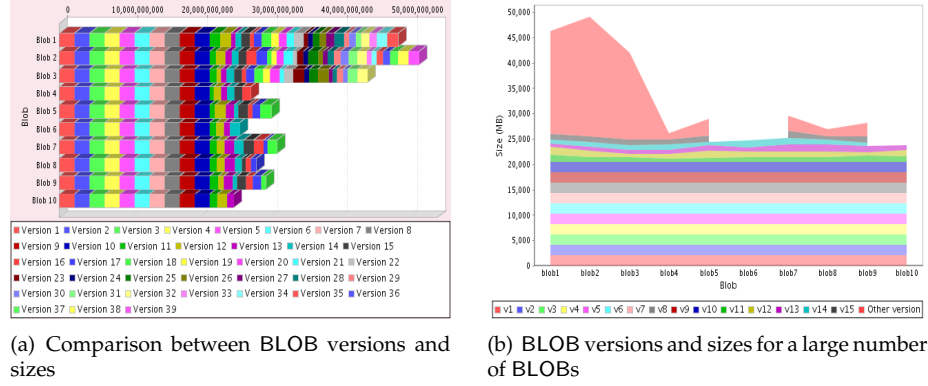 0 10,000,000,000 20,000,000,000 30,000,000,000 40,000,000,000 50,000,000,000
Blob
Blob 1
Blob 2
Blob 3
Blob 4
Blob 5
Blob 6
Blob 7
Blob 8
Blob 9
Blob 10
Version 1 Version 2 Version 3 Version 4 Version 5 Version 6 Version 7 Version 8
Version 9 Version 10 Version 11 Version 12 Version 13 Version 14 Version 15
Version 16 Version 17 Version 18 Version 19 Version 20 Version 21 Version 22
Version 23 Version 24 Version 25 Version 26 Version 27 Version 28 Version 29
Version 30 Version 31 Version 32 Version 33 Version 34 Version 35 Version 36
Version 37 Version 38 Version 39
(a) Comparison between BLOB versions and
sizes
Sizes (MB)
50,000
45,000
40,000
35,000
30,000
25,000
20,000
15,000
10,000
5,000
0
blob1 blob2 blob3 blob4 blob5 blob6 blob7 blob8 blob9 blob10
Blob
v1 v2 v3 v4 v5 v6 v7 v8 v9 v10 v11 v12 v13 v14 v15 Other version
(b) BLOB versions and sizes for a large number
of BLOBs